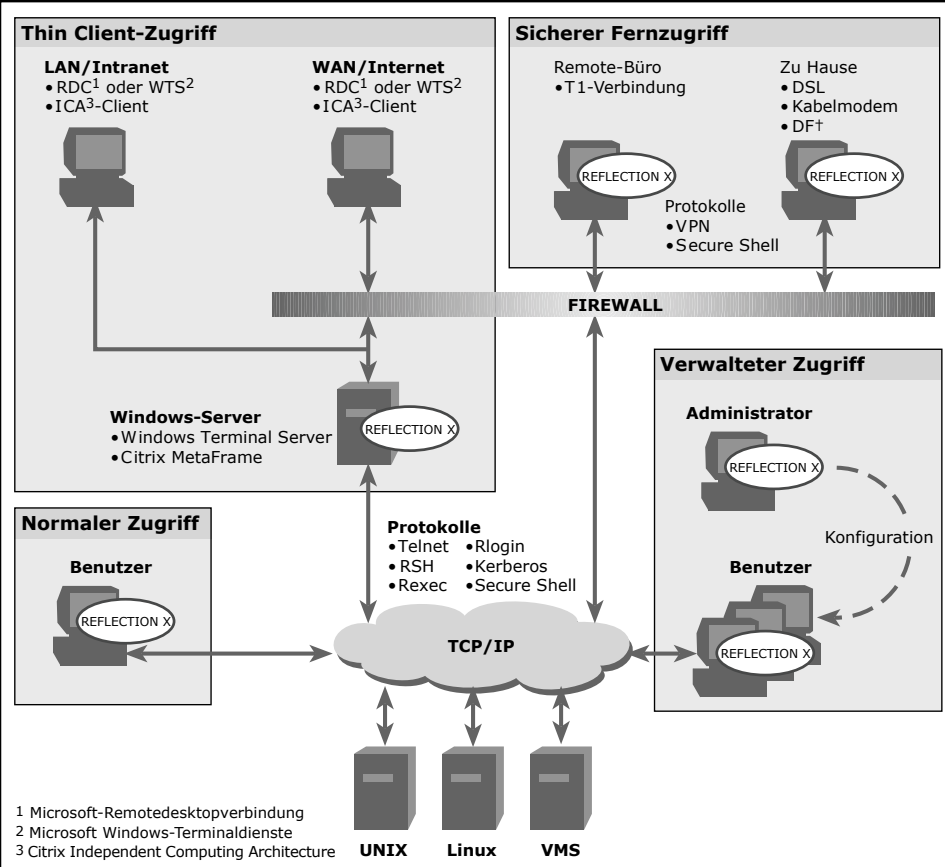 Thin Client-Zugriff
LAN/Intranet
•RDC¹ oder WTS²
•ICA³-Client
WAN/Internet
•RDC¹ oder WTS²
•ICA³-Client
Sicherer Fernzugriff
Remote-Büro
•T1-Verbindung
Zu Hause
•DSL
•Kabelmodem
•DF†
REFLECTION X
REFLECTION X
Protokolle
•VPN
•Secure Shell
FIREWALL
Windows-Server
•Windows Terminal Server
•Citrix MetaFrame
REFLECTION X
Verwalteter Zugriff
Administrator
REFLECTION X
Konfiguration
Benutzer
REFLECTION X
Normaler Zugriff
Benutzer
REFLECTION X
Protokolle
•Telnet •Rlogin
•RSH •Kerberos
•Rexec •Secure Shell
TCP/IP
UNIX
Linux
VMS
1 Microsoft-Remotedesktopverbindung
2 Microsoft Windows-Terminaldienste
3 Citrix Independent Computing Architecture